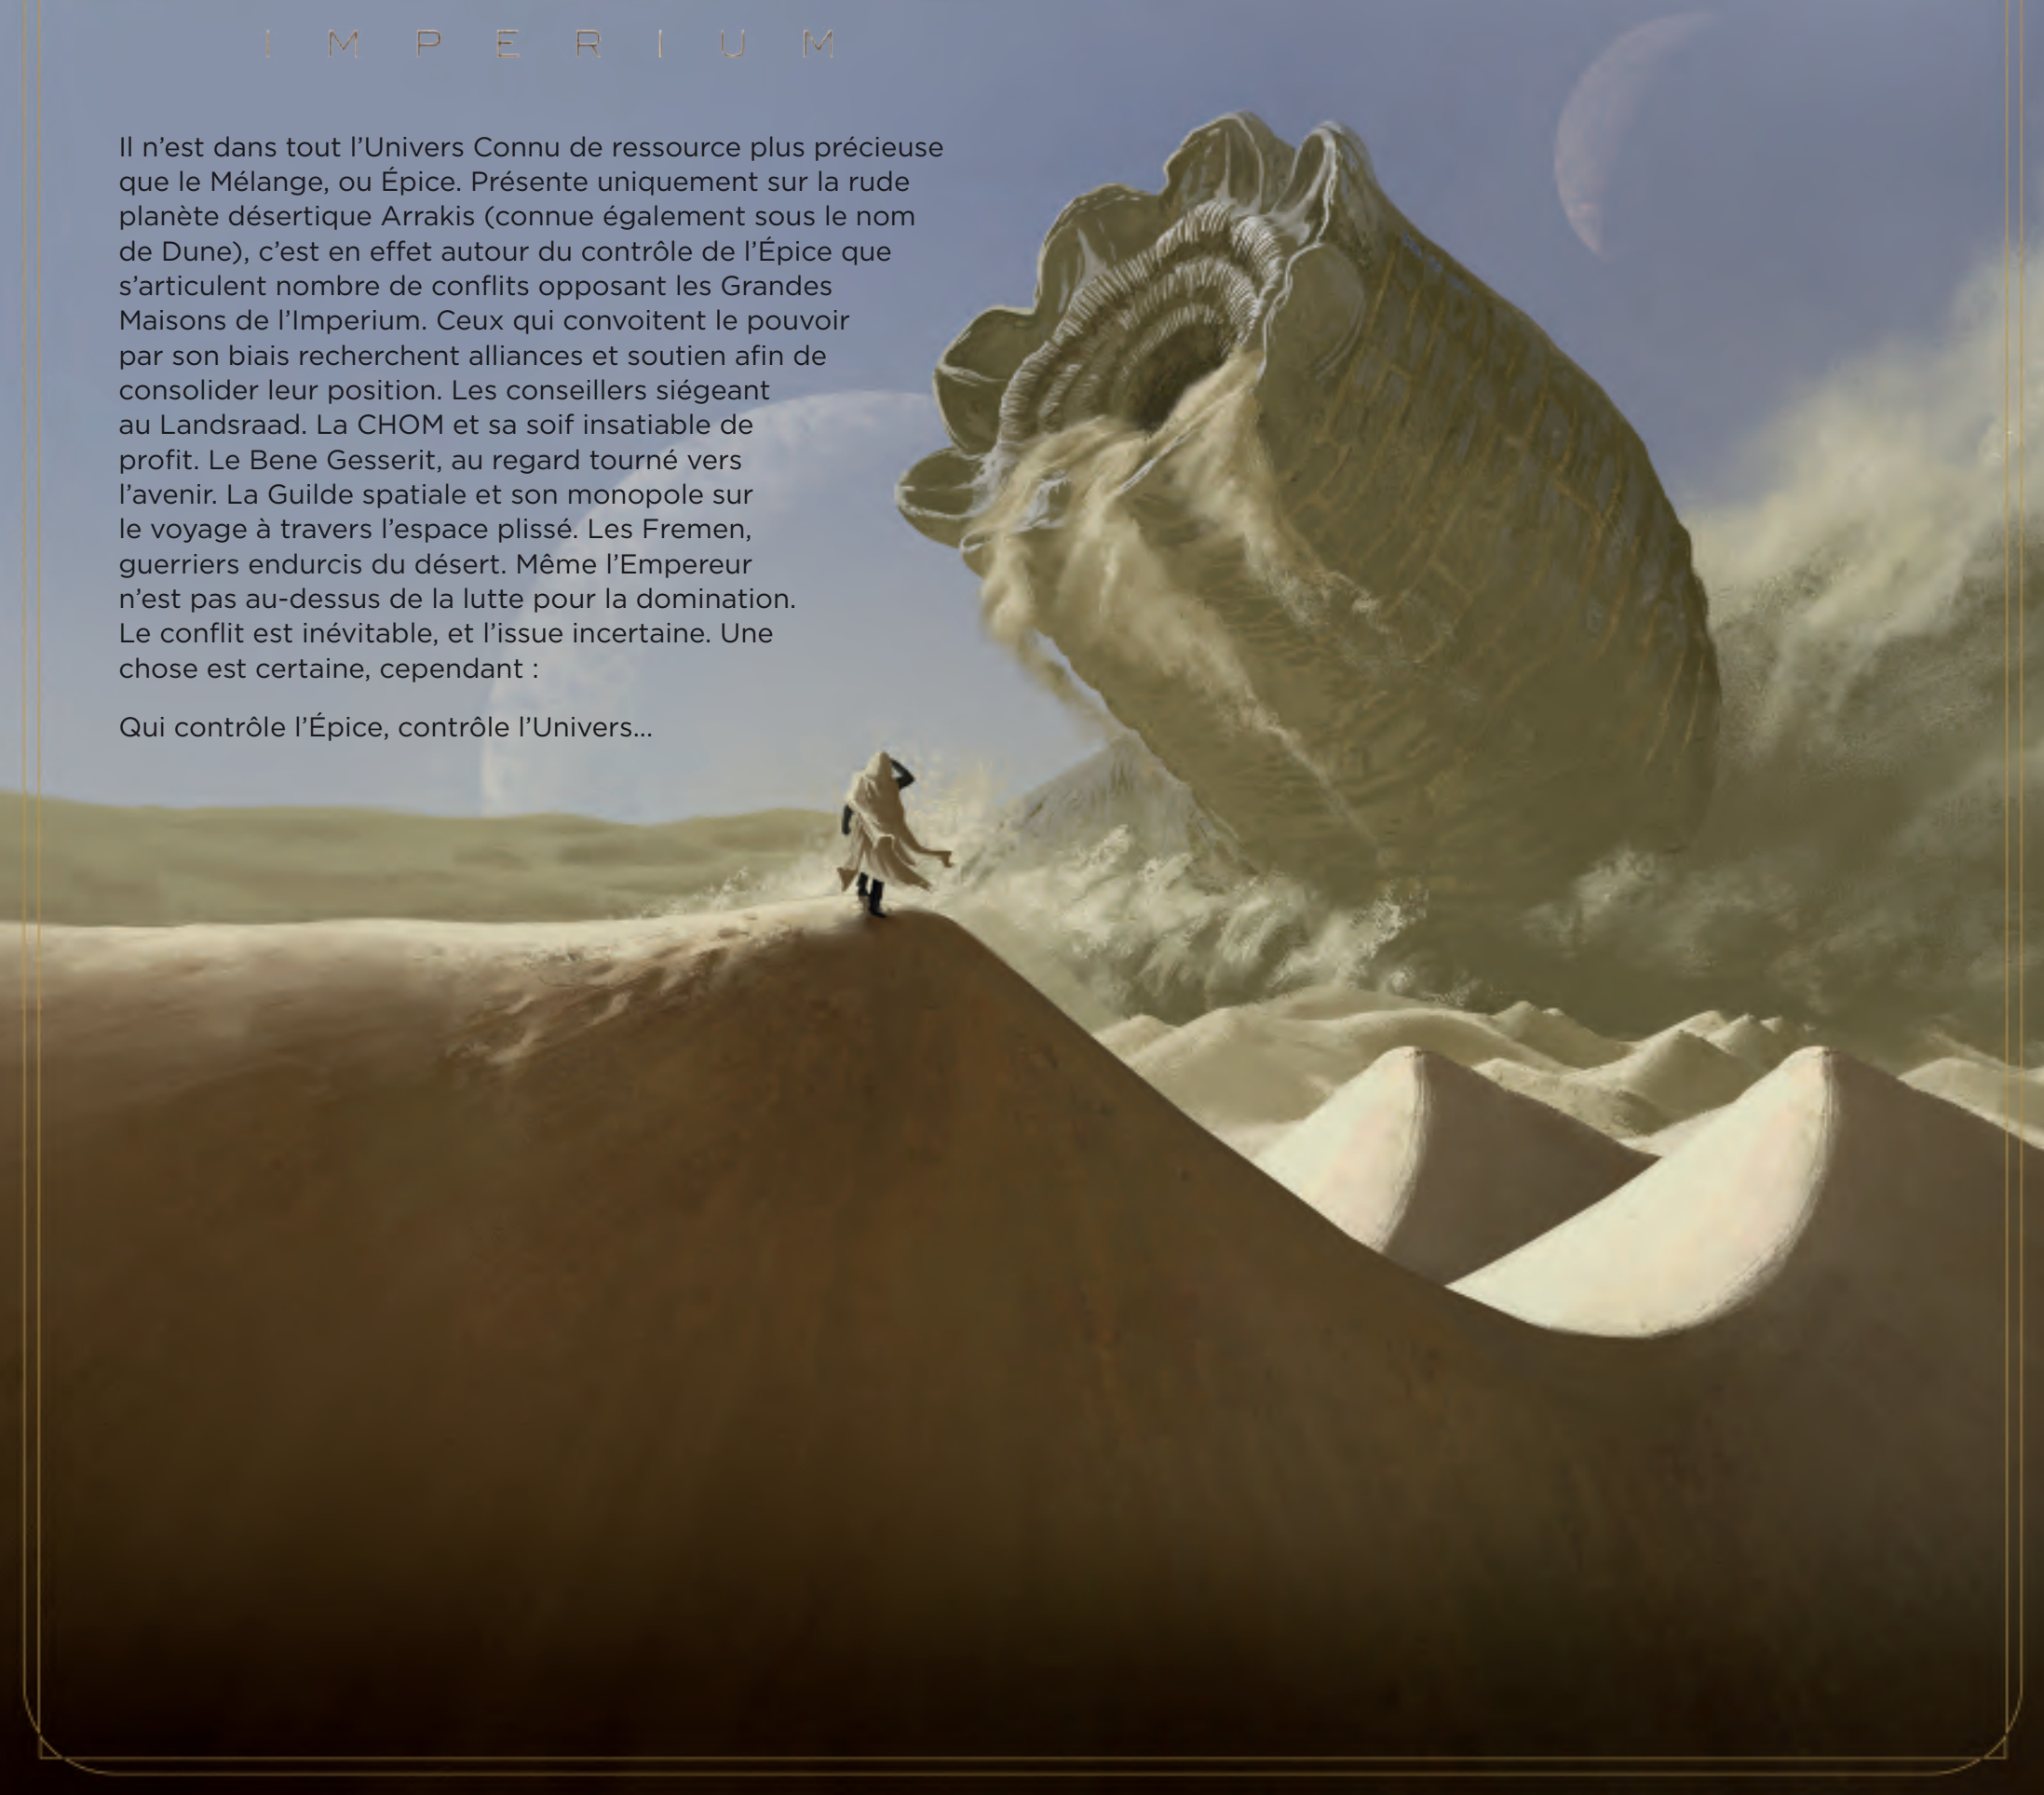 IMPERIUM
Il n’est dans tout l’Univers Connu de ressource plus précieuse
que le Mélange, ou Épice. Présente uniquement sur la rude
planète désertique Arrakis (connue également sous le nom
de Dune), c’est en effet autour du contrôle de l’Épice que
s’articulent nombre de conflits opposant les Grandes
Maisons de l’Imperium. Ceux qui convoitent le pouvoir
par son biais recherchent alliances et soutien afin de
consolider leur position. Les conseillers siégeant
au Landsraad. La CHOM et sa soif insatiable de
profit. Le Bene Gesserit, au regard tourné vers
l’avenir. La Guilde spatiale et son monopole sur
le voyage à travers l’espace plissé. Les Fremen,
guerriers endurcis du désert. Même l’Empereur
n’est pas au-dessus de la lutte pour la domination.
Le conflit est inévitable, et l’issue incertaine. Une
chose est certaine, cependant :
Qui contrôle l’Épice, contrôle l’Univers...